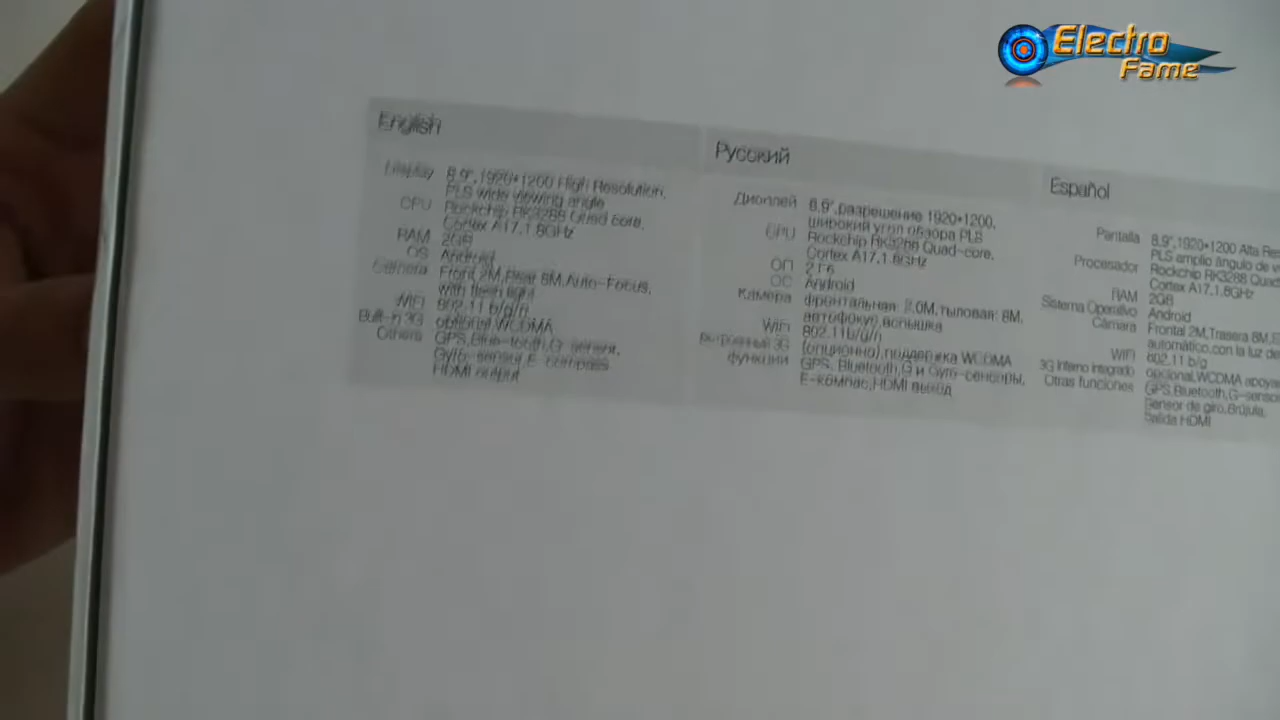 Electro
Fame
English
Display 8.9",1920*1200 High Resolution,
PLS wide viewing angle
CPU Rockchip RK3288 Quad core,
Cortex A17,1.8GHz
RAM 2GB
OS Android
Camera Front 2M,Rear 8M,Auto-Focus,
with flash light
WIFI 802.11 b/g/n
Built-in 3G optional,WCDMA
Others GPS,Blue-tooth,G-sensor,
Gyro-sensor,E-compass
HDMI output
Русский
Дисплей 8.9",разрешение 1920*1200,
широкий угол обзора PLS
CPU Rockchip RK3288 Quad-core,
Cortex A17,1.8GHz
ОП 2Гб
ОС Android
Камера фронтальная: 2.0M,тыловая: 8M,
автофокус,вспышка
WiFi 802.11b/g/n
встроенный 3G (опционно),поддержка WCDMA
функции GPS, Bluetooth,G и Gyro-сенсоры,
E-компас,HDMI вывод
Español
Pantalla 8.9",1920*1200 Alta
PLS amplio ángulo de
Procesador Rockchip RK3288
Cortex A17,1.8GHz
RAM 2GB
Sistema Operativo Android
Cámara Frontal 2M,Trasera 8M
automático,con la luz de
WIFI 802.11 b/g
3G Interno Integrado opcional,WCDMA
Otras funciones GPS,Bluetooth,G-sensor
Sensor de giro,Brújula,
Salida HDMI